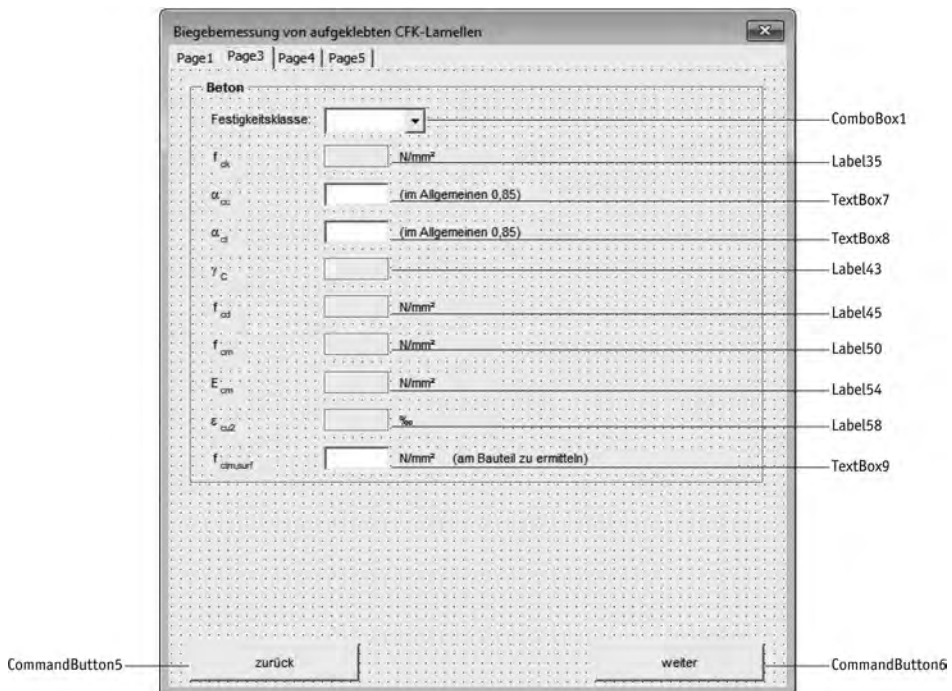 Biegebemessung von aufgeklebten CFK-Lamellen
Page1 Page3 Page4 Page5
Beton
Festigkeitsklasse: ComboBox1
f ck N/mm² Label35
α cc (im Allgemeinen 0,85) TextBox7
α ct (im Allgemeinen 0,85) TextBox8
γ C Label43
f cd N/mm² Label45
f cm N/mm² Label50
E cm N/mm² Label54
ε cu2 ‰ Label58
f ctm,surf N/mm² (am Bauteil zu ermitteln) TextBox9
CommandButton5 zurück weiter CommandButton6